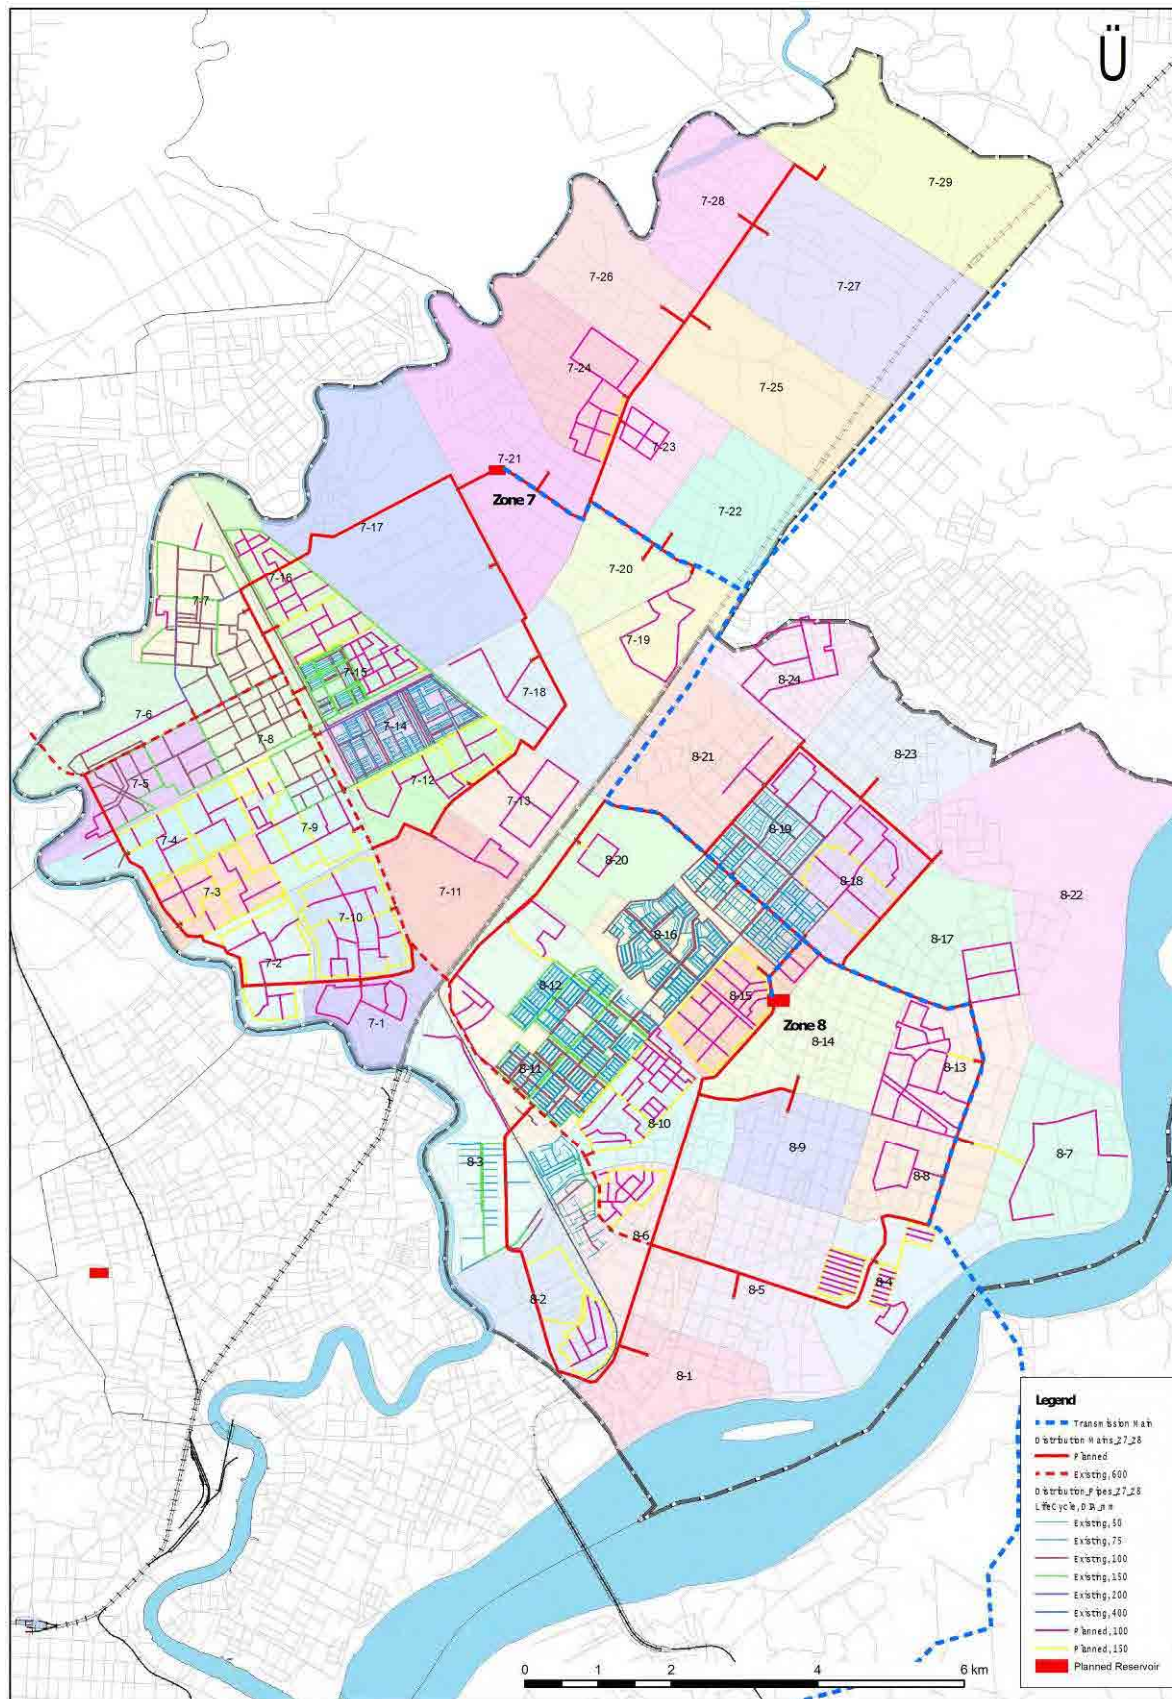 Ü
7-29
7-28
7-26
7-27
7-24
7-25
7-23
7-21
Zone 7
7-22
7-17
7-20
7-16
7-7
7-19
7-15
8-24
7-18
7-6
7-14
8-23
7-8
8-21
7-5
7-12
7-13
7-9
8-19
7-4
8-20
8-18
7-3
7-11
8-22
7-10
8-16
8-17
7-2
8-12
8-15
7-1
Zone 8
8-14
8-11
8-13
8-10
8-9
8-3
8-7
8-8
8-6
8-4
8-5
8-2
8-1
Legend
Transmission Main
Distribution Mains_27_28
Planned
Existing, 600
Distribution_Pipes_27_28
LifeCycle, DIA_mm
Existing, 50
Existing, 75
Existing, 100
Existing, 150
Existing, 200
Existing, 400
Planned, 100
Planned, 150
Planned Reservoir
0 1 2 4 6 km